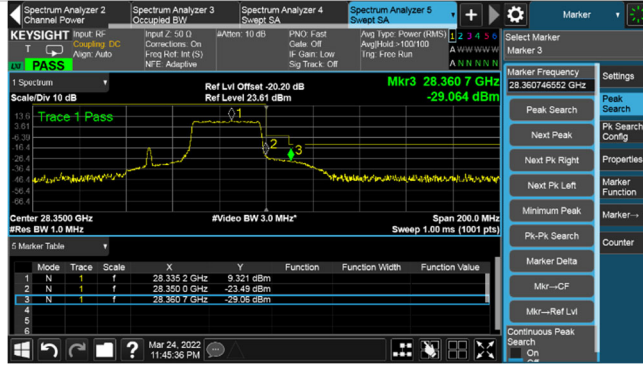 Spectrum Analyzer 2
Channel Power
Spectrum Analyzer 3
Occupied BW
Spectrum Analyzer 4
Swept SA
Spectrum Analyzer 5
Swept SA
Marker
KEYSIGHT
Input: RF
Coupling: DC
Align: Auto
Input Z: 50 Ω
Corrections: On
Freq Ref: Int (S)
NFE: Adaptive
#Atten: 10 dB
PNO: Fast
Gate: Off
IF Gain: Low
Sig Track: Off
Avg Type: Power (RMS)
Avg|Hold:>100/100
Trig: Free Run
1 2 3 4 5 6
A W W W W W
A N N N N N
PASS
Select Marker
Marker 3
1 Spectrum
Scale/Div 10 dB
Ref Lvl Offset -20.20 dB
Ref Level 23.61 dBm
Mkr3 28.360 7 GHz
-29.064 dBm
Trace 1 Pass
13.6
3.61
-6.39
-16.4
-26.4
-36.4
-46.4
-56.4
-66.4
1
2
3
Center 28.3500 GHz
#Res BW 1.0 MHz
#Video BW 3.0 MHz*
Span 200.0 MHz
Sweep 1.00 ms (1001 pts)
5 Marker Table
Mode Trace Scale X Y Function Function Width Function Value
1 N 1 f 28.335 2 GHz 9.321 dBm
2 N 1 f 28.350 0 GHz -23.49 dBm
3 N 1 f 28.360 7 GHz -29.06 dBm
4
5
6
Marker Frequency
28.360746552 GHz
Peak Search
Next Peak
Next Pk Right
Next Pk Left
Minimum Peak
Pk-Pk Search
Marker Delta
Mkr→CF
Mkr→Ref Lvl
Continuous Peak
Search
On
Off
Settings
Peak
Search
Pk Search
Config
Properties
Marker
Function
Marker→
Counter
?
Mar 24, 2022
11:45:36 PM